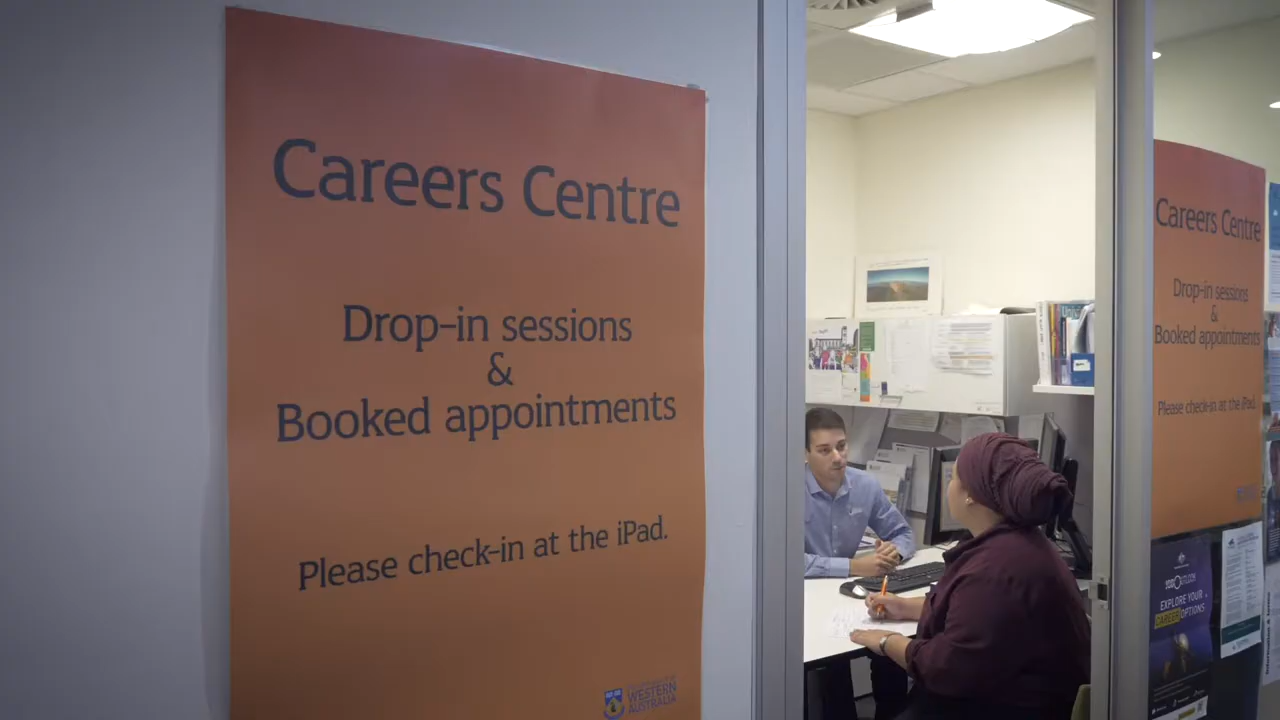 Careers Centre
Drop-in sessions
&
Booked appointments
Please check-in at the iPad.
WESTERN
AUSTRALIA
Careers Centre
Drop-in sessions
&
Booked appointments
Please check-in at the iPad.
EXPLORE YOUR
CAREER OPTIONS